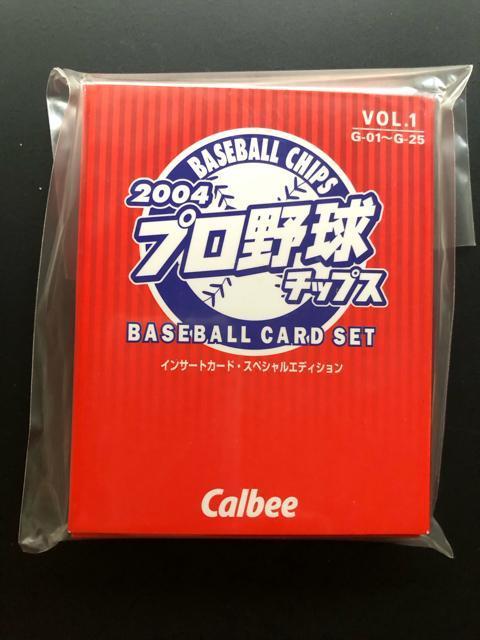 VOL.1
G-01〜G-25
BASEBALL CHIPS
2004
プロ野球
チップス
BASEBALL CARD SET
インサートカード・スペシャルエディション
Calbee